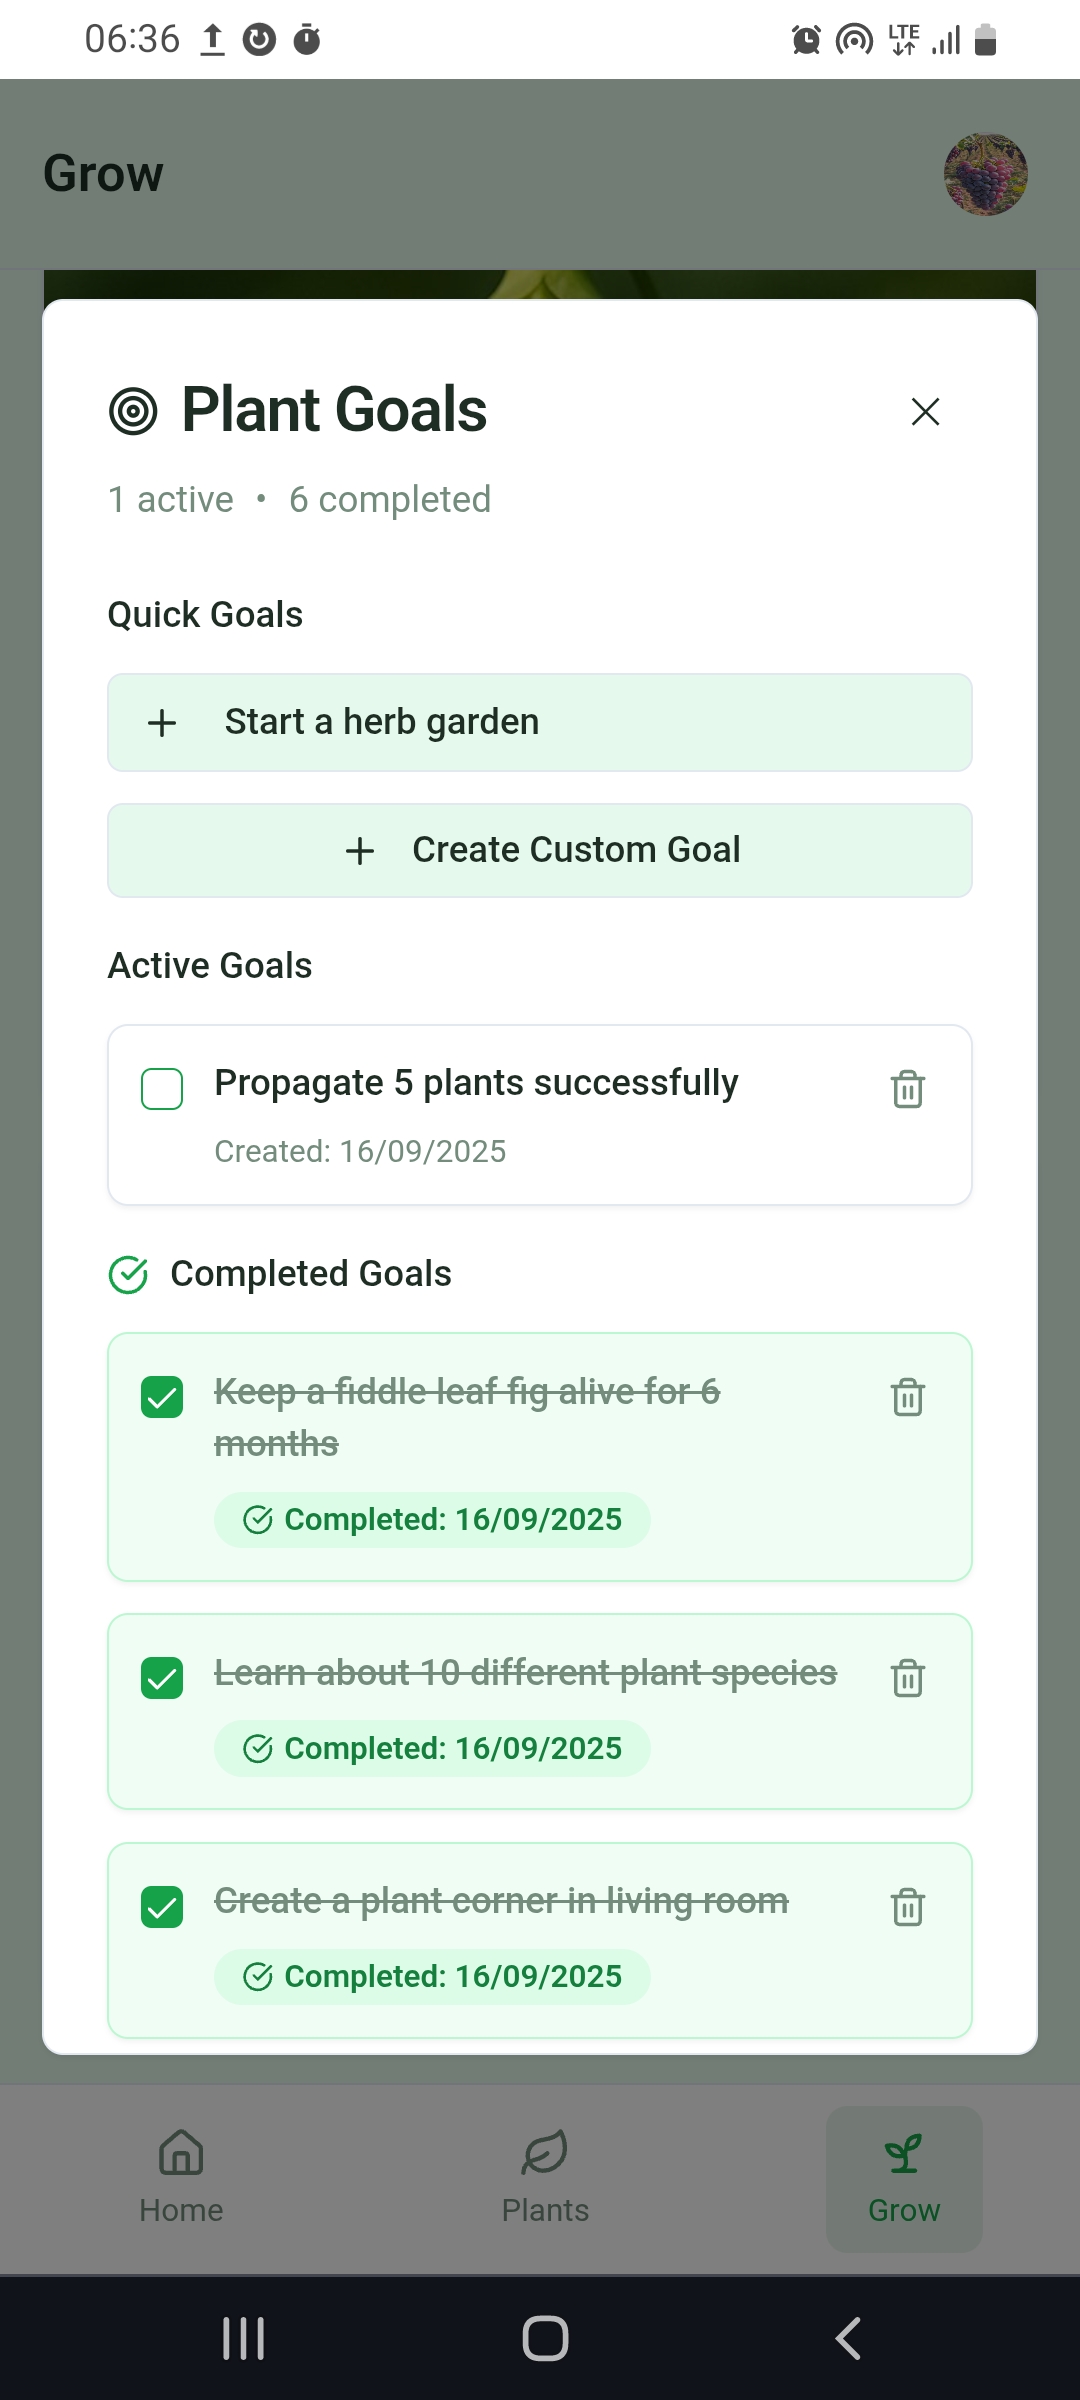 06:36
LTE
Grow
Plant Goals
1 active • 6 completed
Quick Goals
Start a herb garden
Create Custom Goal
Active Goals
Propagate 5 plants successfully
Created: 16/09/2025
Completed Goals
Keep a fiddle leaf fig alive for 6
months
Completed: 16/09/2025
Learn about 10 different plant species
Completed: 16/09/2025
Create a plant corner in living room
Completed: 16/09/2025
Home
Plants
Grow